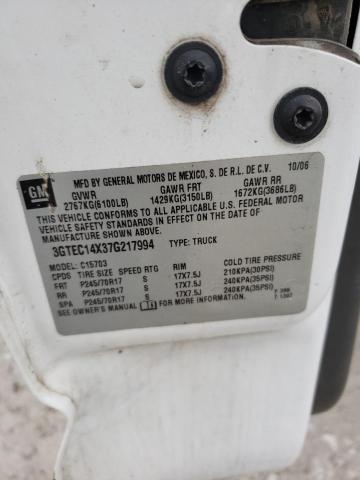 GM
MFD BY GENERAL MOTORS DE MEXICO, S. DE R.L. DE C.V. 10/06
GVWR GAWR FRT GAWR RR
2767KG(6100LB) 1429KG(3150LB) 1672KG(3686LB)
THIS VEHICLE CONFORMS TO ALL APPLICABLE U.S. FEDERAL MOTOR
VEHICLE SAFETY STANDARDS IN EFFECT ON THE DATE OF
MANUFACTURE SHOWN ABOVE.
3GTEC14X37G217994 TYPE: TRUCK
MODEL: C15703
CPDS TIRE SIZE SPEED RTG RIM COLD TIRE PRESSURE
FRT P245/70R17 S 17X7.5J 210KPA(30PSI)
RR P245/70R17 S 17X7.5J 240KPA(35PSI)
SPA P245/70R17 S 17X7.5J 240KPA(35PSI)
SEE OWNER'S MANUAL FOR MORE INFORMATION.